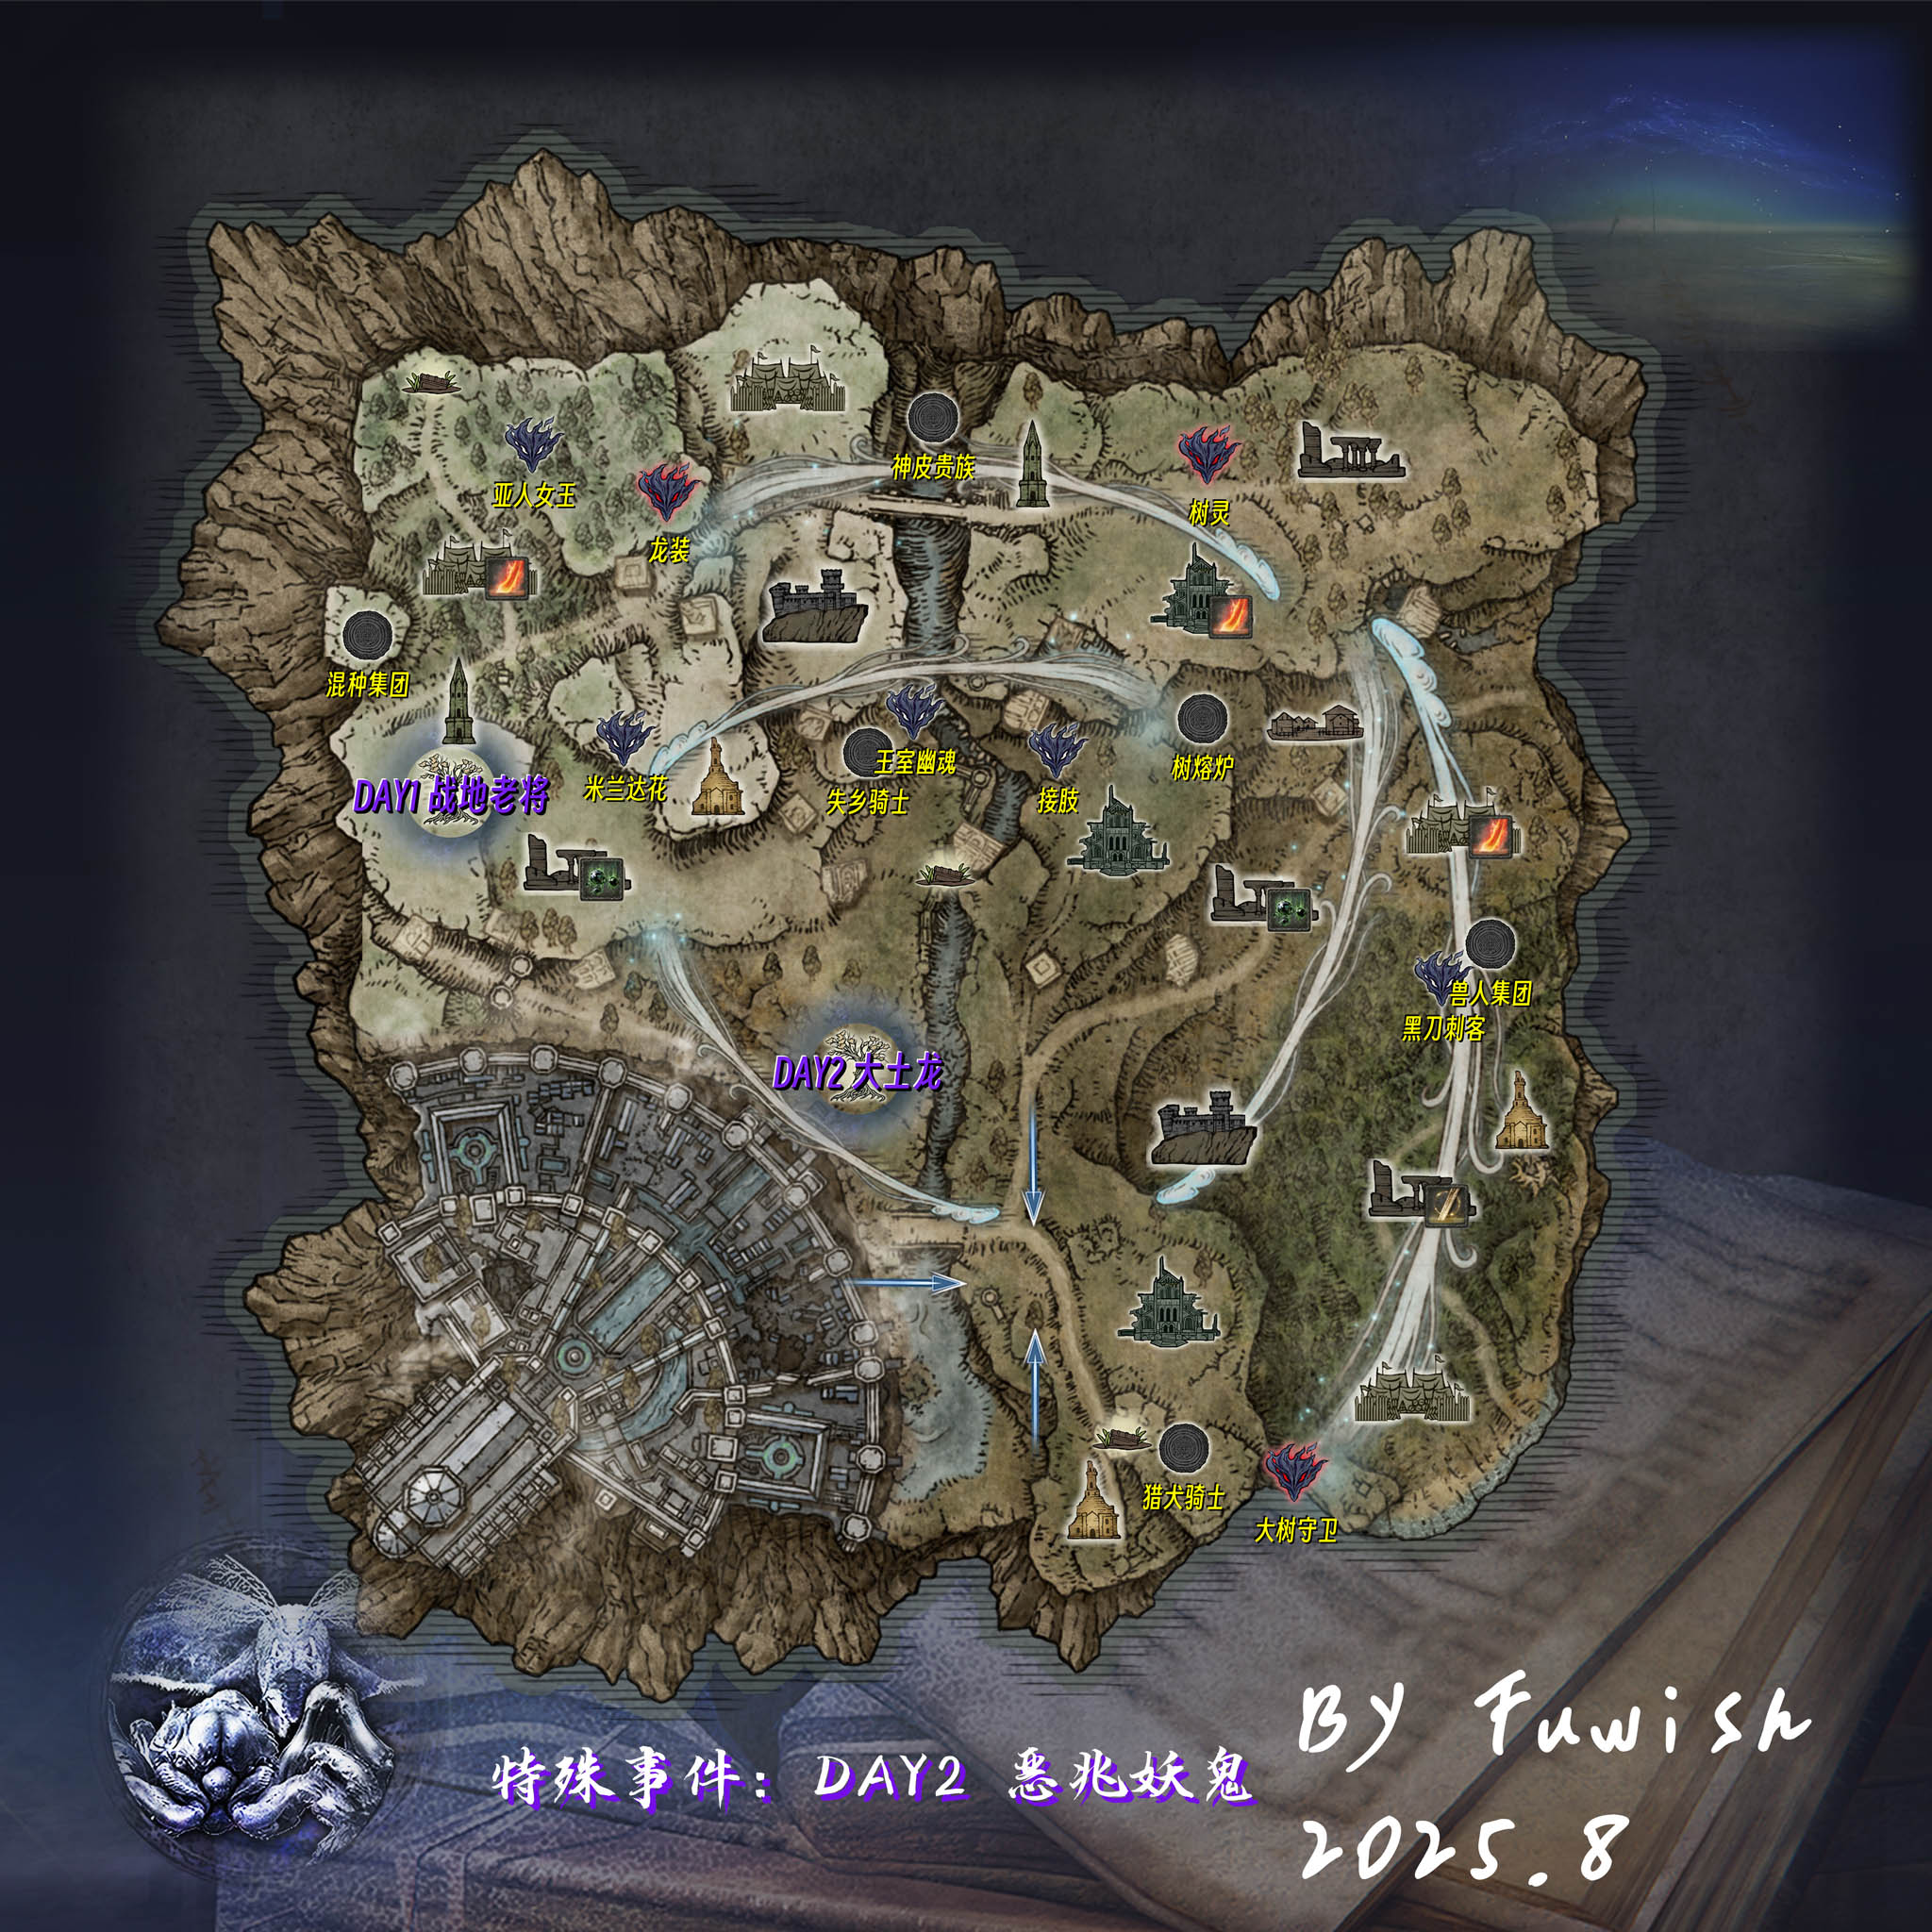 神皮贵族
亚人女王
树灵
龙装
混种集团
王室幽魂
树熔炉
米兰达花
DAY1 战地老将
失乡骑士
接肢
兽人集团
黑刀刺客
DAY2 大土龙
猎犬骑士
大树守卫
特殊事件: DAY2 恶兆妖鬼
By Fuwish
2025.8